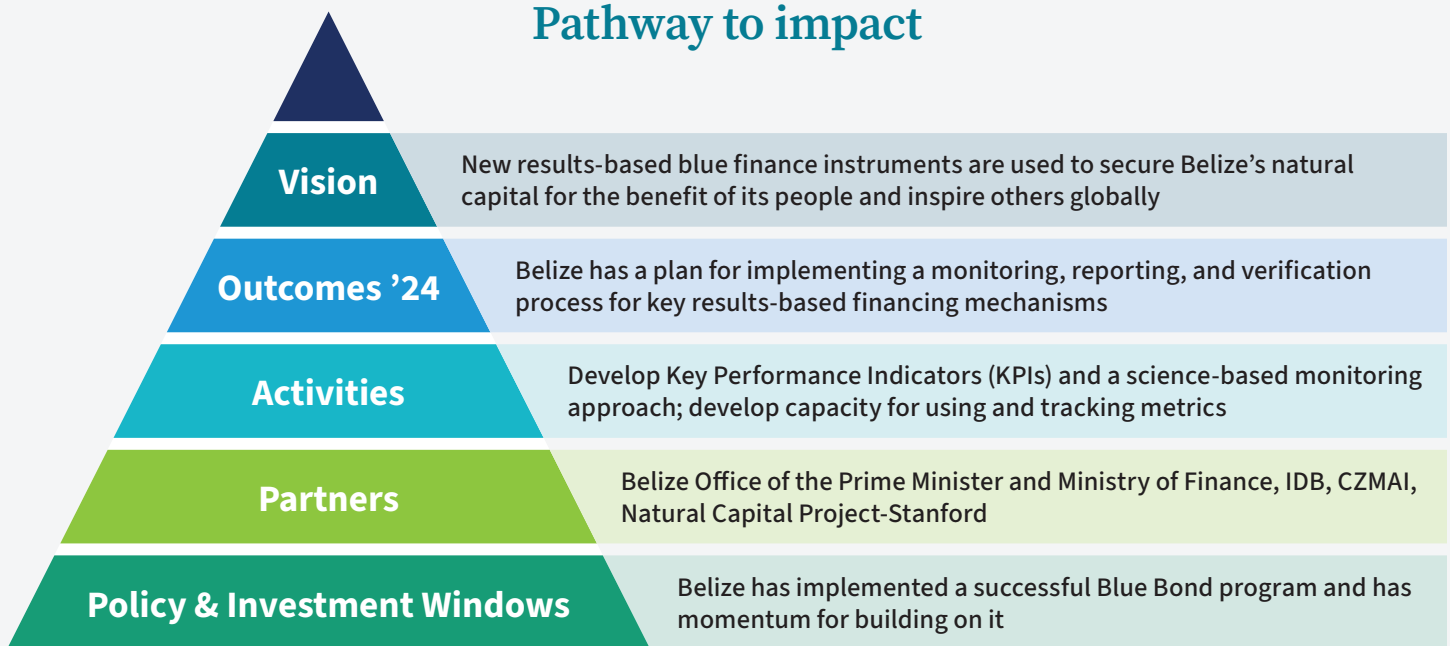 Pathway to impact
Vision
New results-based blue finance instruments are used to secure Belize’s natural
capital for the benefit of its people and inspire others globally
Outcomes ’24
Belize has a plan for implementing a monitoring, reporting, and verification
process for key results-based financing mechanisms
Activities
Develop Key Performance Indicators (KPIs) and a science-based monitoring
approach; develop capacity for using and tracking metrics
Partners
Belize Office of the Prime Minister and Ministry of Finance, IDB, CZMAI,
Natural Capital Project-Stanford
Policy & Investment Windows
Belize has implemented a successful Blue Bond program and has
momentum for building on it